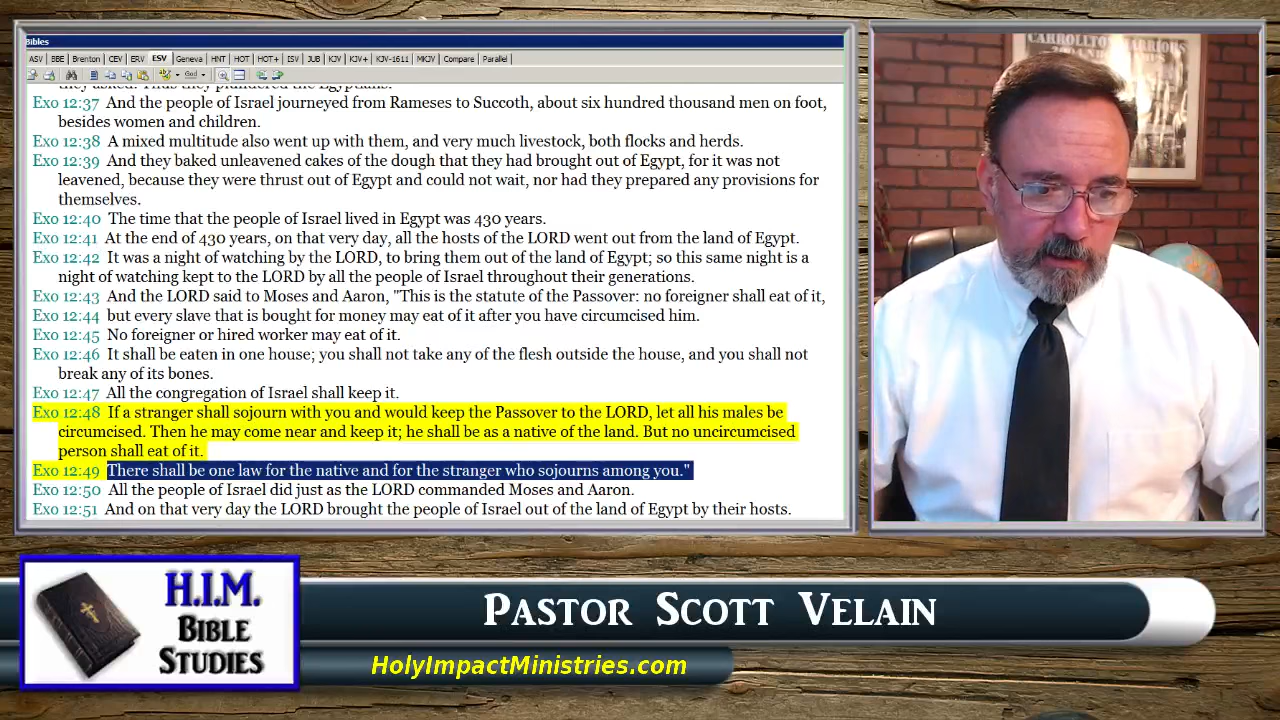 Bibles
ASV BBE Brenton CEV ERV ESV Geneva HNT HOT HOT+ ISV JUB KJV KJV+ KJV-1611 MKJV Compare Parallel
God
they asked. Thus they plundered the Egyptians.
Exo 12:37 And the people of Israel journeyed from Rameses to Succoth, about six hundred thousand men on foot,
besides women and children.
Exo 12:38 A mixed multitude also went up with them, and very much livestock, both flocks and herds.
Exo 12:39 And they baked unleavened cakes of the dough that they had brought out of Egypt, for it was not
leavened, because they were thrust out of Egypt and could not wait, nor had they prepared any provisions for
themselves.
Exo 12:40 The time that the people of Israel lived in Egypt was 430 years.
Exo 12:41 At the end of 430 years, on that very day, all the hosts of the LORD went out from the land of Egypt.
Exo 12:42 It was a night of watching by the LORD, to bring them out of the land of Egypt; so this same night is a
night of watching kept to the LORD by all the people of Israel throughout their generations.
Exo 12:43 And the LORD said to Moses and Aaron, "This is the statute of the Passover: no foreigner shall eat of it,
Exo 12:44 but every slave that is bought for money may eat of it after you have circumcised him.
Exo 12:45 No foreigner or hired worker may eat of it.
Exo 12:46 It shall be eaten in one house; you shall not take any of the flesh outside the house, and you shall not
break any of its bones.
Exo 12:47 All the congregation of Israel shall keep it.
Exo 12:48 If a stranger shall sojourn with you and would keep the Passover to the LORD, let all his males be
circumcised. Then he may come near and keep it; he shall be as a native of the land. But no uncircumcised
person shall eat of it.
Exo 12:49 There shall be one law for the native and for the stranger who sojourns among you."
Exo 12:50 All the people of Israel did just as the LORD commanded Moses and Aaron.
Exo 12:51 And on that very day the LORD brought the people of Israel out of the land of Egypt by their hosts.
H.I.M.
BIBLE
STUDIES
PASTOR SCOTT VELAIN
HolyImpactMinistries.com